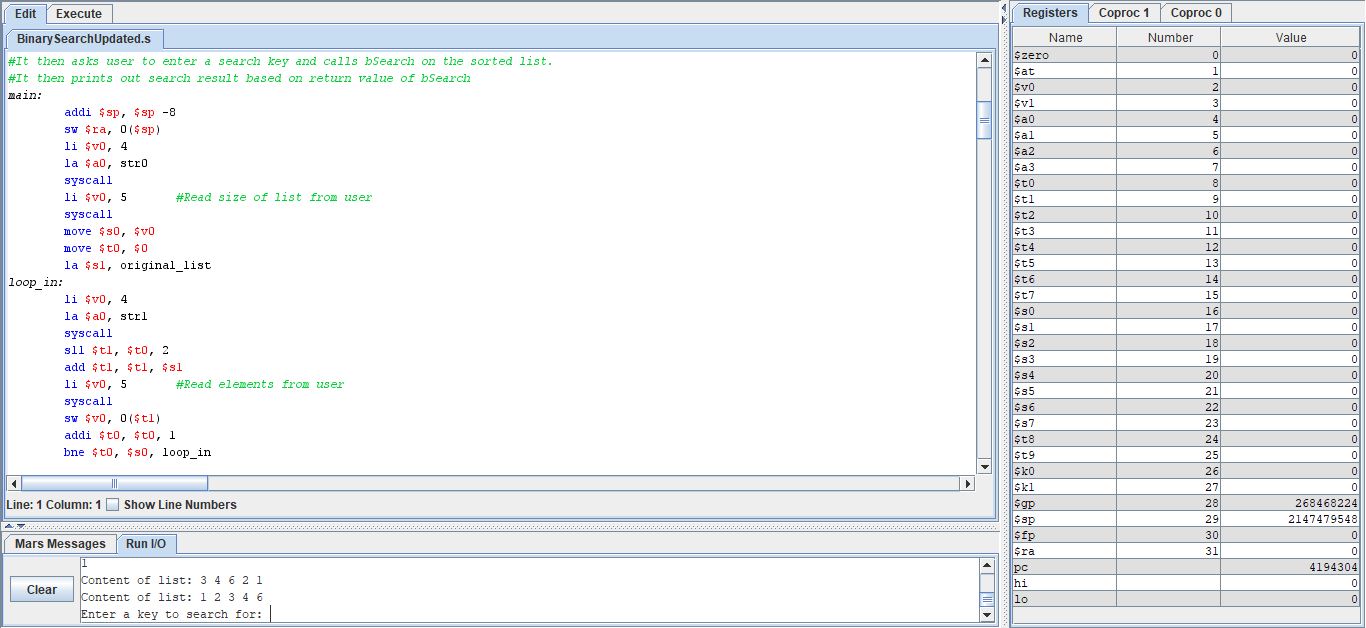 Edit Execute
BinarySearchUpdated.s
#It then asks user to enter a search key and calls bSearch on the sorted list.
#It then prints out search result based on return value of bSearch
main:
addi $sp, $sp -8
sw $ra, 0($sp)
li $v0, 4
la $a0, str0
syscall
li $v0, 5 #Read size of list from user
syscall
move $s0, $v0
move $t0, $0
la $s1, original_list
loop_in:
li $v0, 4
la $a0, str1
syscall
sll $t1, $t0, 2
add $t1, $t1, $s1
li $v0, 5 #Read elements from user
syscall
sw $v0, 0($t1)
addi $t0, $t0, 1
bne $t0, $s0, loop_in
Line: 1 Column: 1 Show Line Numbers
Mars Messages Run I/O
Clear
1
Content of list: 3 4 6 2 1
Content of list: 1 2 3 4 6
Enter a key to search for:
Registers Coproc 1 Coproc 0
Name Number Value
$zero 0 0
$at 1 0
$v0 2 0
$v1 3 0
$a0 4 0
$a1 5 0
$a2 6 0
$a3 7 0
$t0 8 0
$t1 9 0
$t2 10 0
$t3 11 0
$t4 12 0
$t5 13 0
$t6 14 0
$t7 15 0
$s0 16 0
$s1 17 0
$s2 18 0
$s3 19 0
$s4 20 0
$s5 21 0
$s6 22 0
$s7 23 0
$t8 24 0
$t9 25 0
$k0 26 0
$k1 27 0
$gp 28 268468224
$sp 29 2147479548
$fp 30 0
$ra 31 0
pc 4194304
hi 0
lo 0